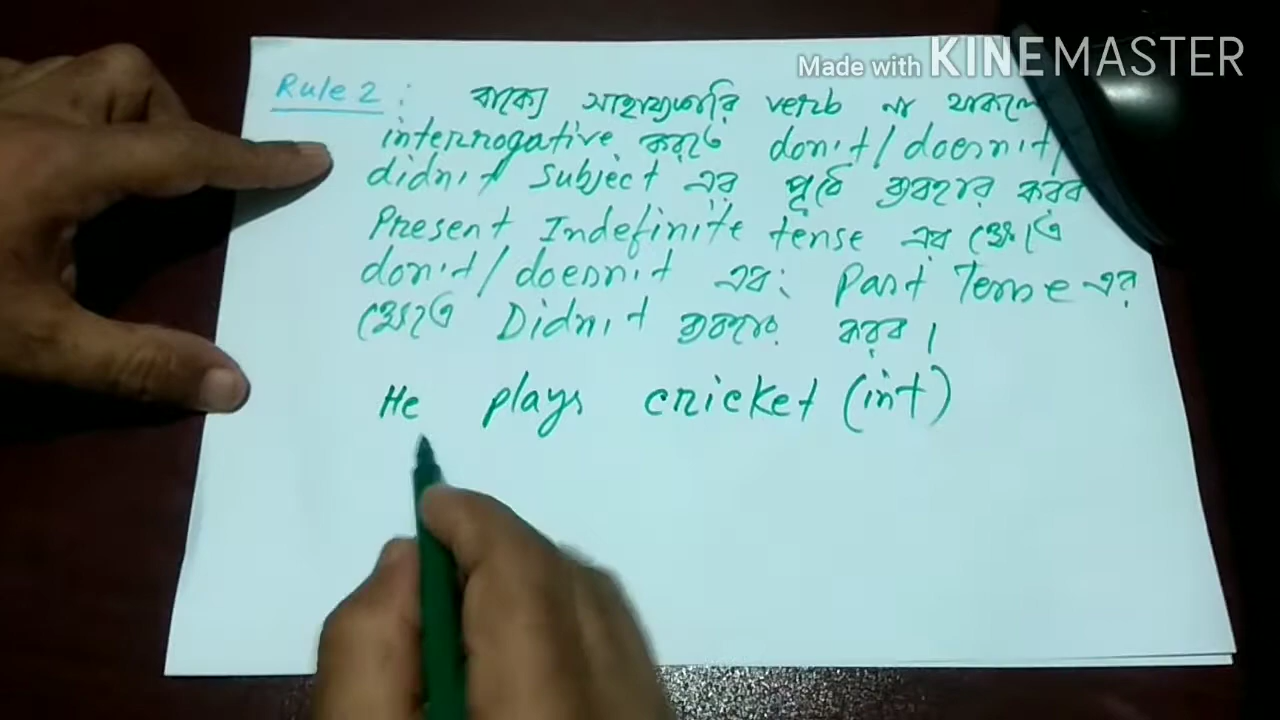 Made with KINEMASTER
Rule 2 : বাক্যে সাহায্যকারি verb না থাকলে
interrogative করতে don't/doesn't/
didn't subject এর পূর্বে ব্যবহার করব
Present Indefinite tense এর ক্ষেত্রে
don't/doesn't এবং Past Tense এর
ক্ষেত্রে Didn't ব্যবহার করব।
He plays cricket (int)